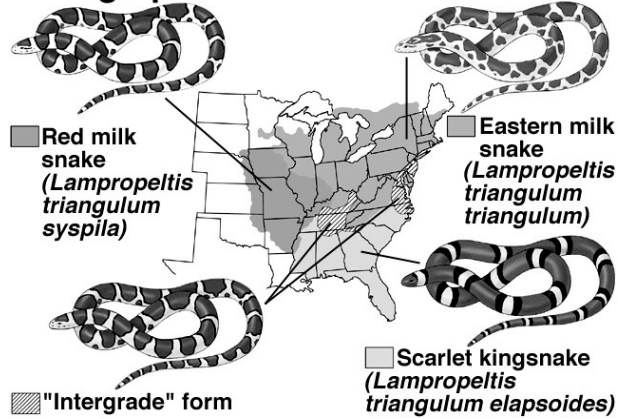 Red milk
snake
(Lampropeltis
triangulum
syspila)
Eastern milk
snake
(Lampropeltis
triangulum
triangulum)
"Intergrade" form
Scarlet kingsnake
(Lampropeltis
triangulum elapsoides)